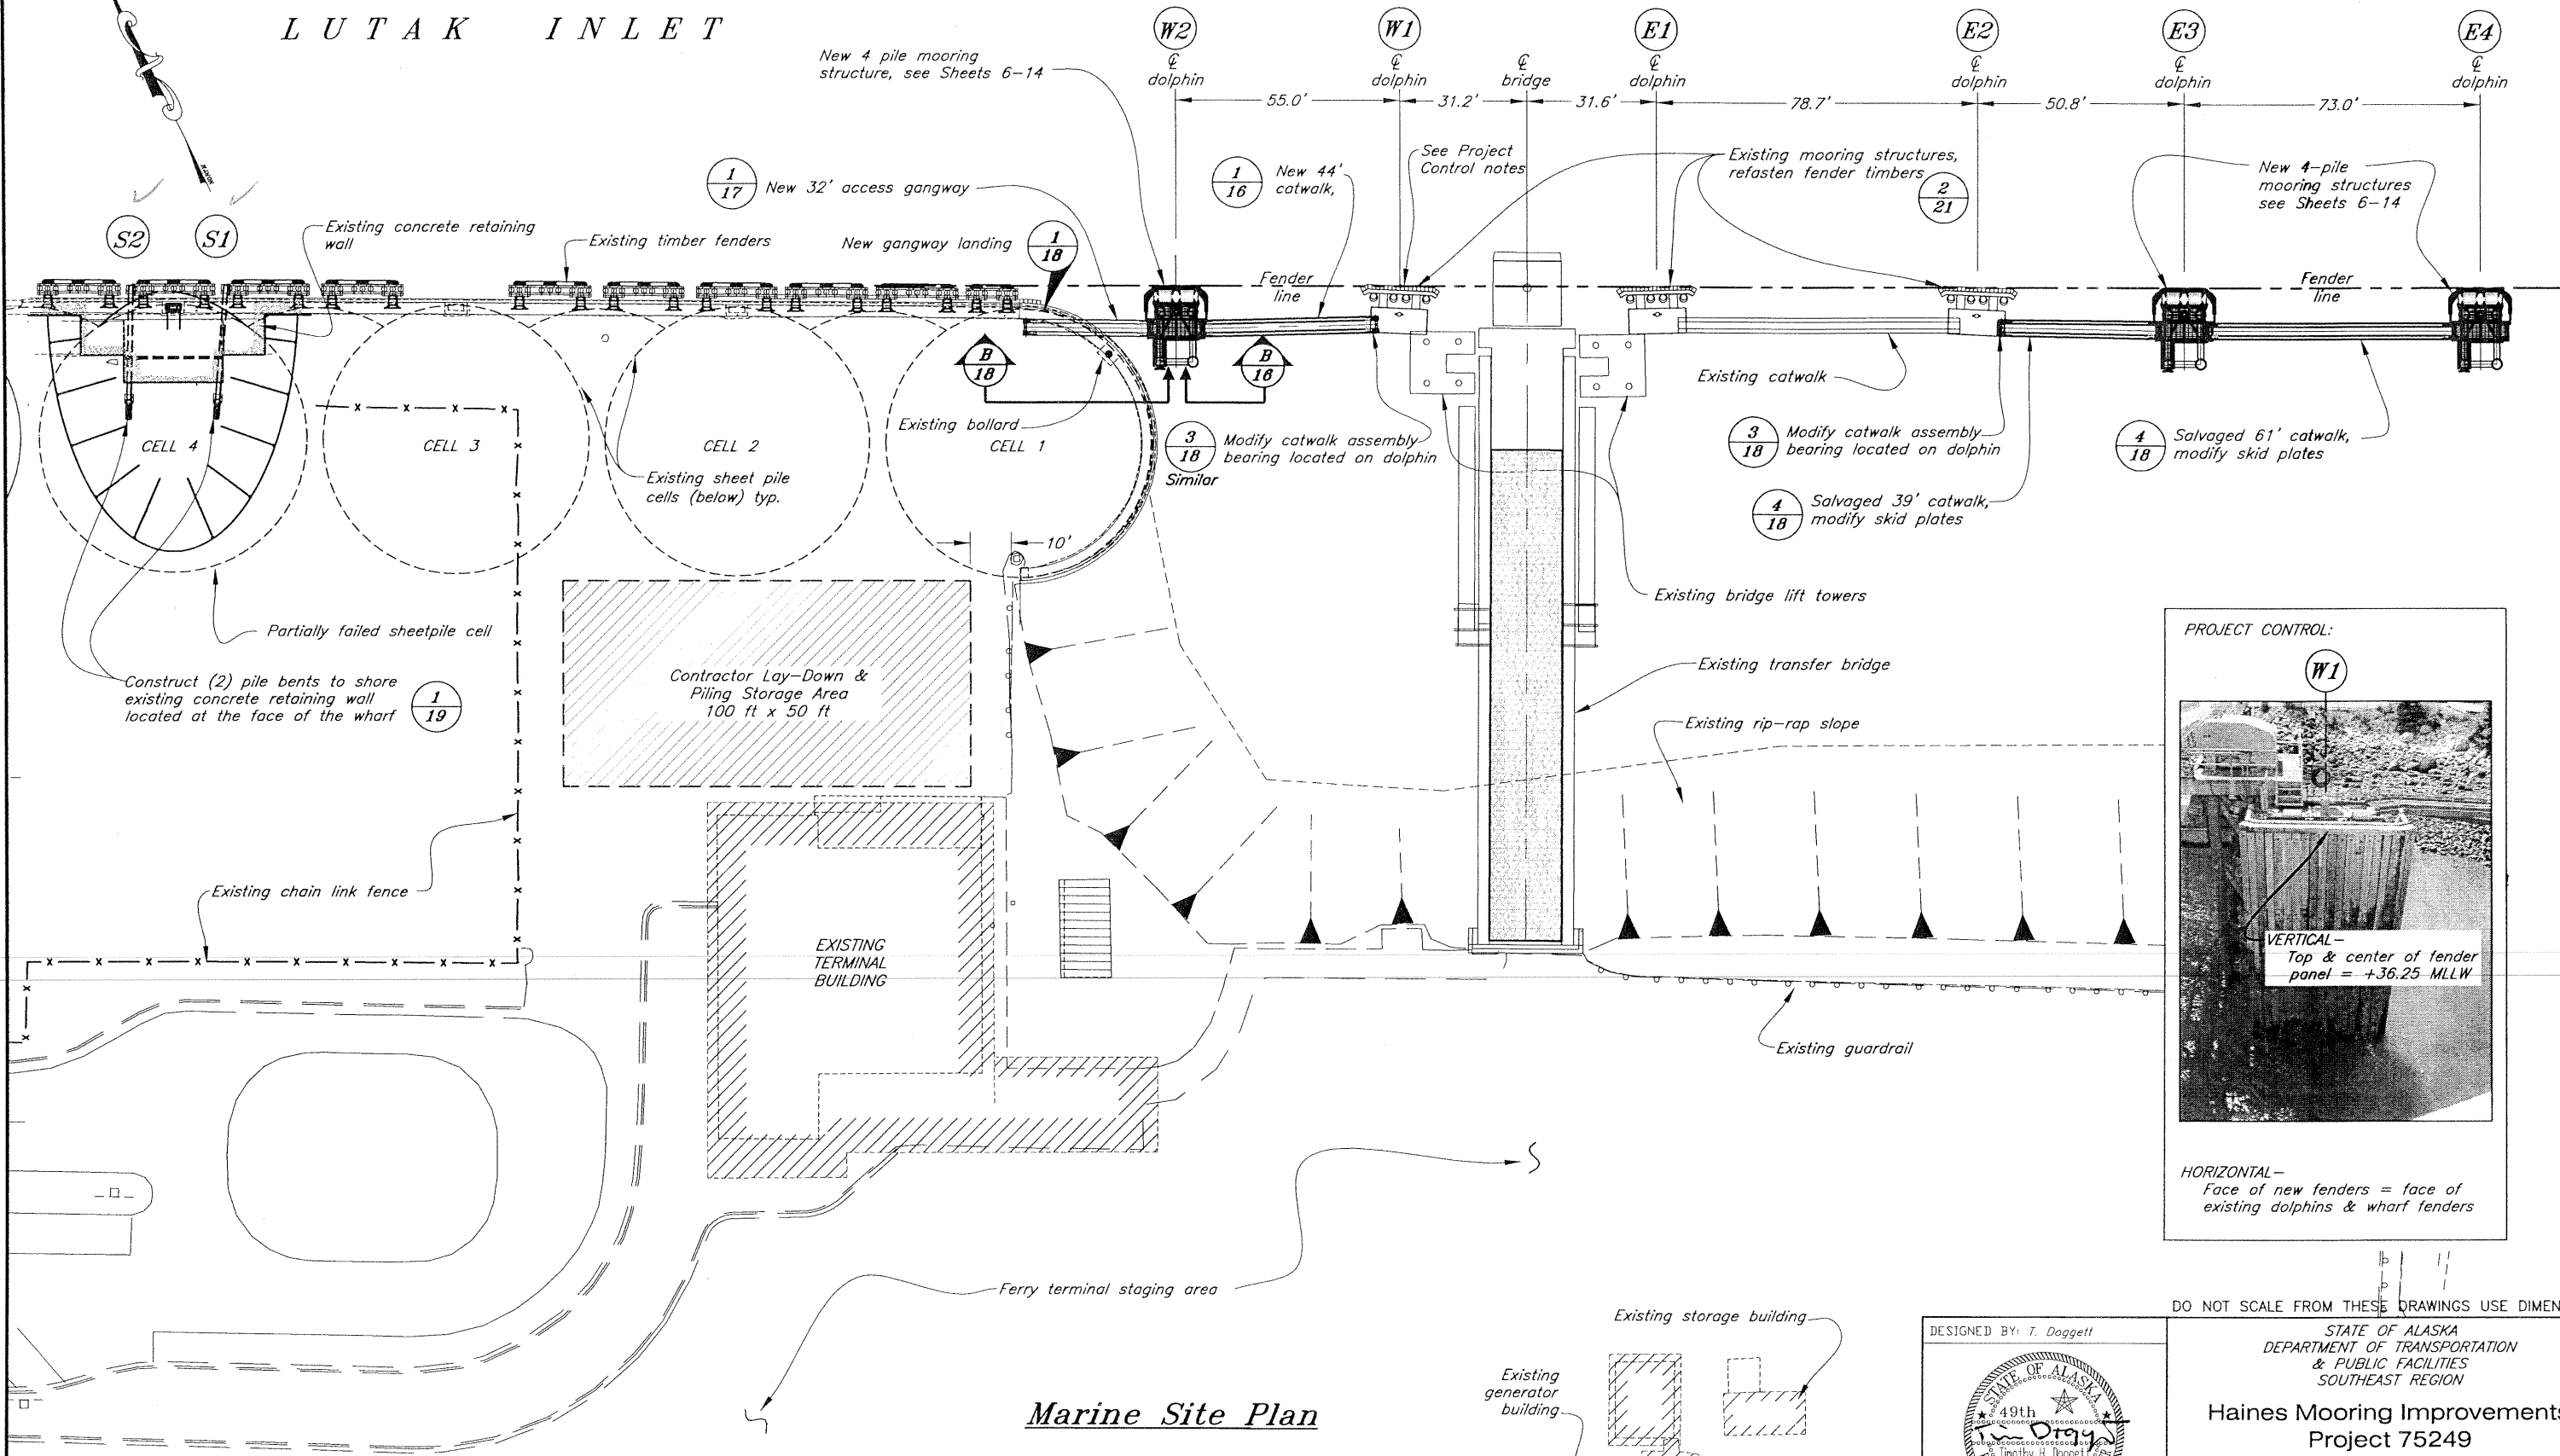 LUTAK INLET
NORTH
W2
℄
dolphin
W1
℄
dolphin
℄
bridge
E1
℄
dolphin
E2
℄
dolphin
E3
℄
dolphin
E4
℄
dolphin
55.0'
31.2'
31.6'
78.7'
50.8'
73.0'
New 4 pile mooring
structure, see Sheets 6-14
1
17
New 32' access gangway
1
16
New 44'
catwalk,
See Project
Control notes
Existing mooring structures,
refasten fender timbers
2
21
New 4-pile
mooring structures
see Sheets 6-14
S2
S1
Existing concrete retaining
wall
Existing timber fenders
New gangway landing
1
18
Fender
line
Fender
line
B
18
B
16
Existing bollard
CELL 4
CELL 3
CELL 2
CELL 1
Existing sheet pile
cells (below) typ.
3
18
Similar
Modify catwalk assembly
bearing located on dolphin
Existing catwalk
3
18
Modify catwalk assembly
bearing located on dolphin
4
18
Salvaged 61' catwalk,
modify skid plates
4
18
Salvaged 39' catwalk,
modify skid plates
10'
Existing bridge lift towers
Partially failed sheetpile cell
Construct (2) pile bents to shore
existing concrete retaining wall
located at the face of the wharf
1
19
Contractor Lay-Down &
Piling Storage Area
100 ft x 50 ft
Existing transfer bridge
Existing rip-rap slope
Existing chain link fence
EXISTING
TERMINAL
BUILDING
Existing guardrail
PROJECT CONTROL:
W1
VERTICAL-
Top & center of fender
panel = +36.25 MLLW
HORIZONTAL-
Face of new fenders = face of
existing dolphins & wharf fenders
Ferry terminal staging area
Existing storage building
Existing
generator
building
Marine Site Plan
DO NOT SCALE FROM THESE DRAWINGS USE DIMEN
DESIGNED BY: T. Doggett
STATE OF ALASKA
49th
Timothy H. Doggett
STATE OF ALASKA
DEPARTMENT OF TRANSPORTATION
& PUBLIC FACILITIES
SOUTHEAST REGION
Haines Mooring Improvements
Project 75249